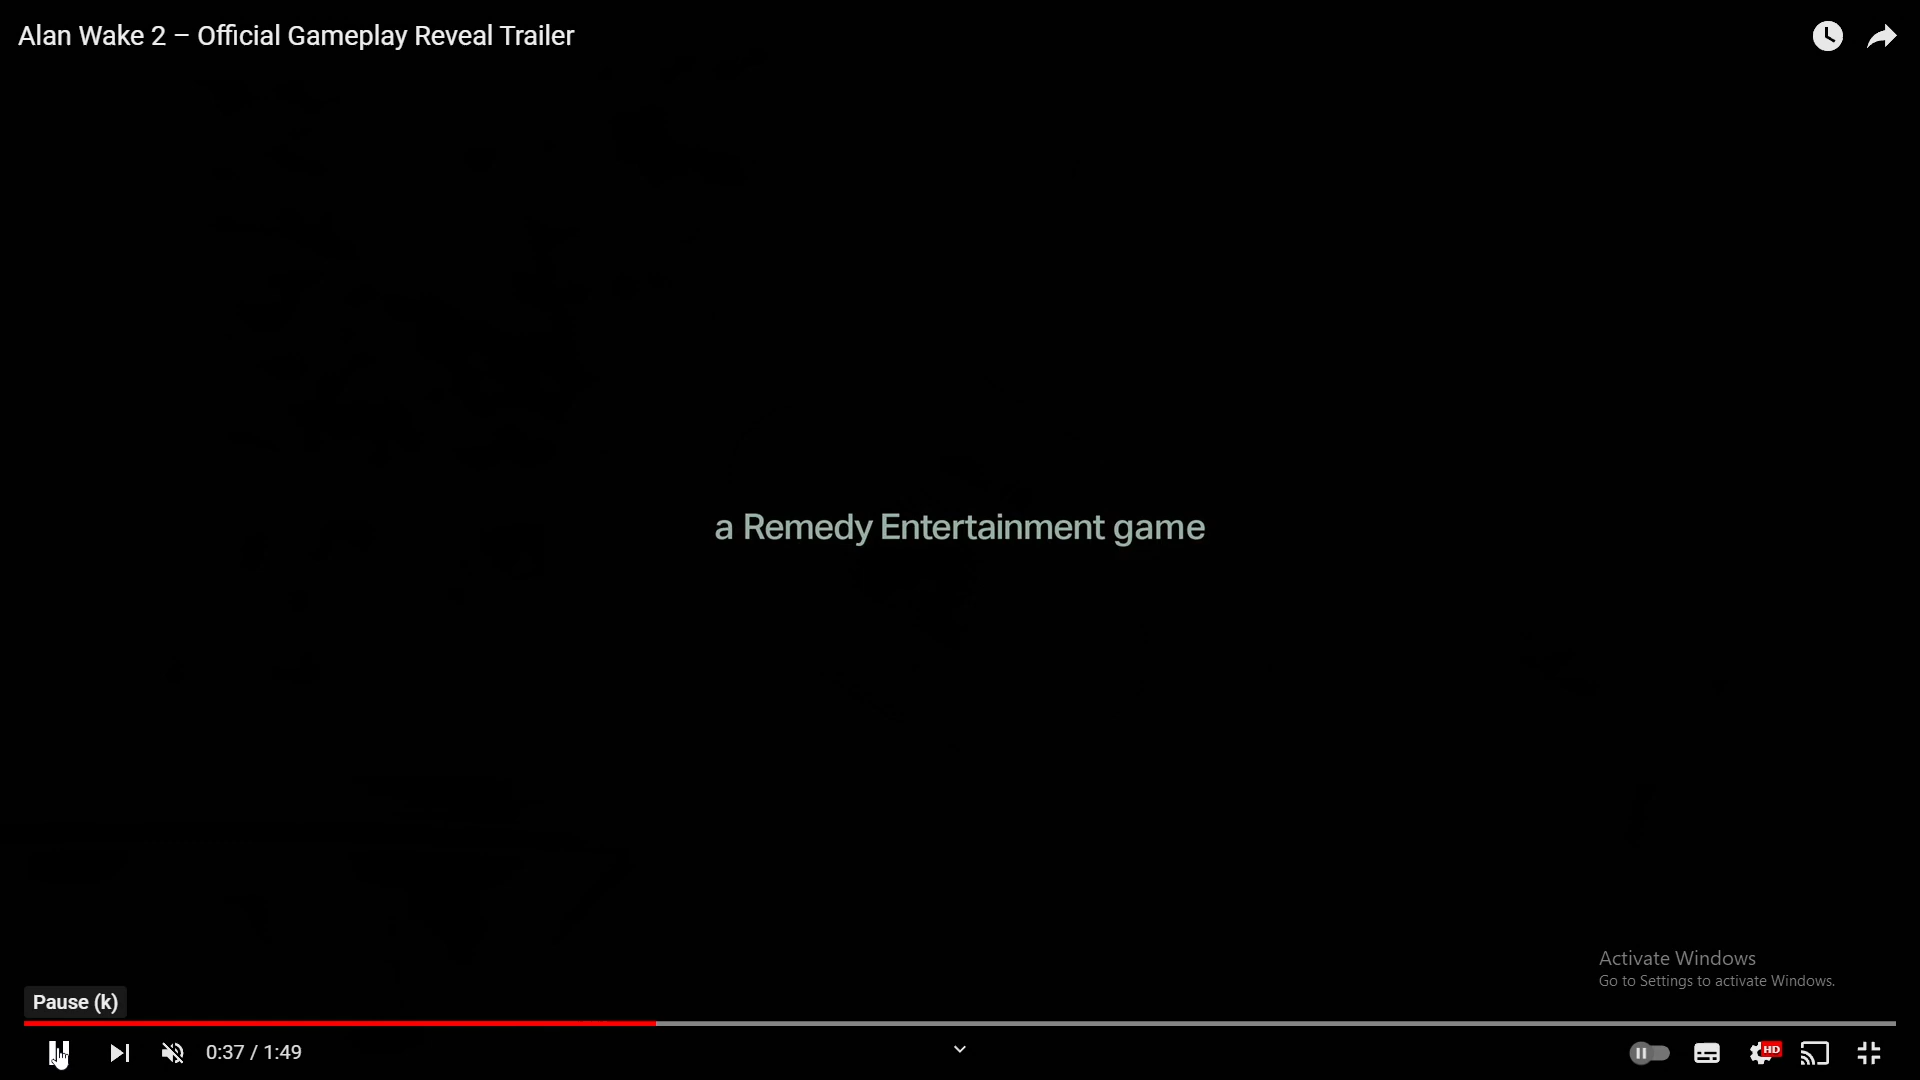 Alan Wake 2 – Official Gameplay Reveal Trailer
a Remedy Entertainment game
Activate Windows
Go to Settings to activate Windows.
Pause (k)
0:37 / 1:49
HD